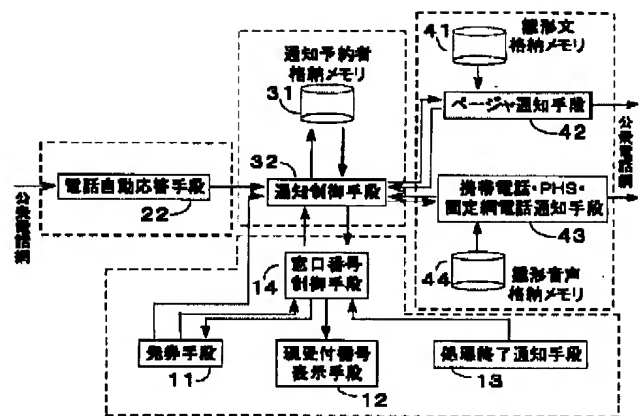 通知予約者
格納メモリ
31
41
雛形文
格納メモリ
ページャ通知手段
42
公衆電話網
32
通知制御手段
公衆電話網
電話自動応答手段
22
携帯電話・PHS・
固定網電話通知手段
43
14
窓口番号
制御手段
44
雛形音声
格納メモリ
発券手段
11
現受付番号
表示手段
12
処理終了通知手段
13